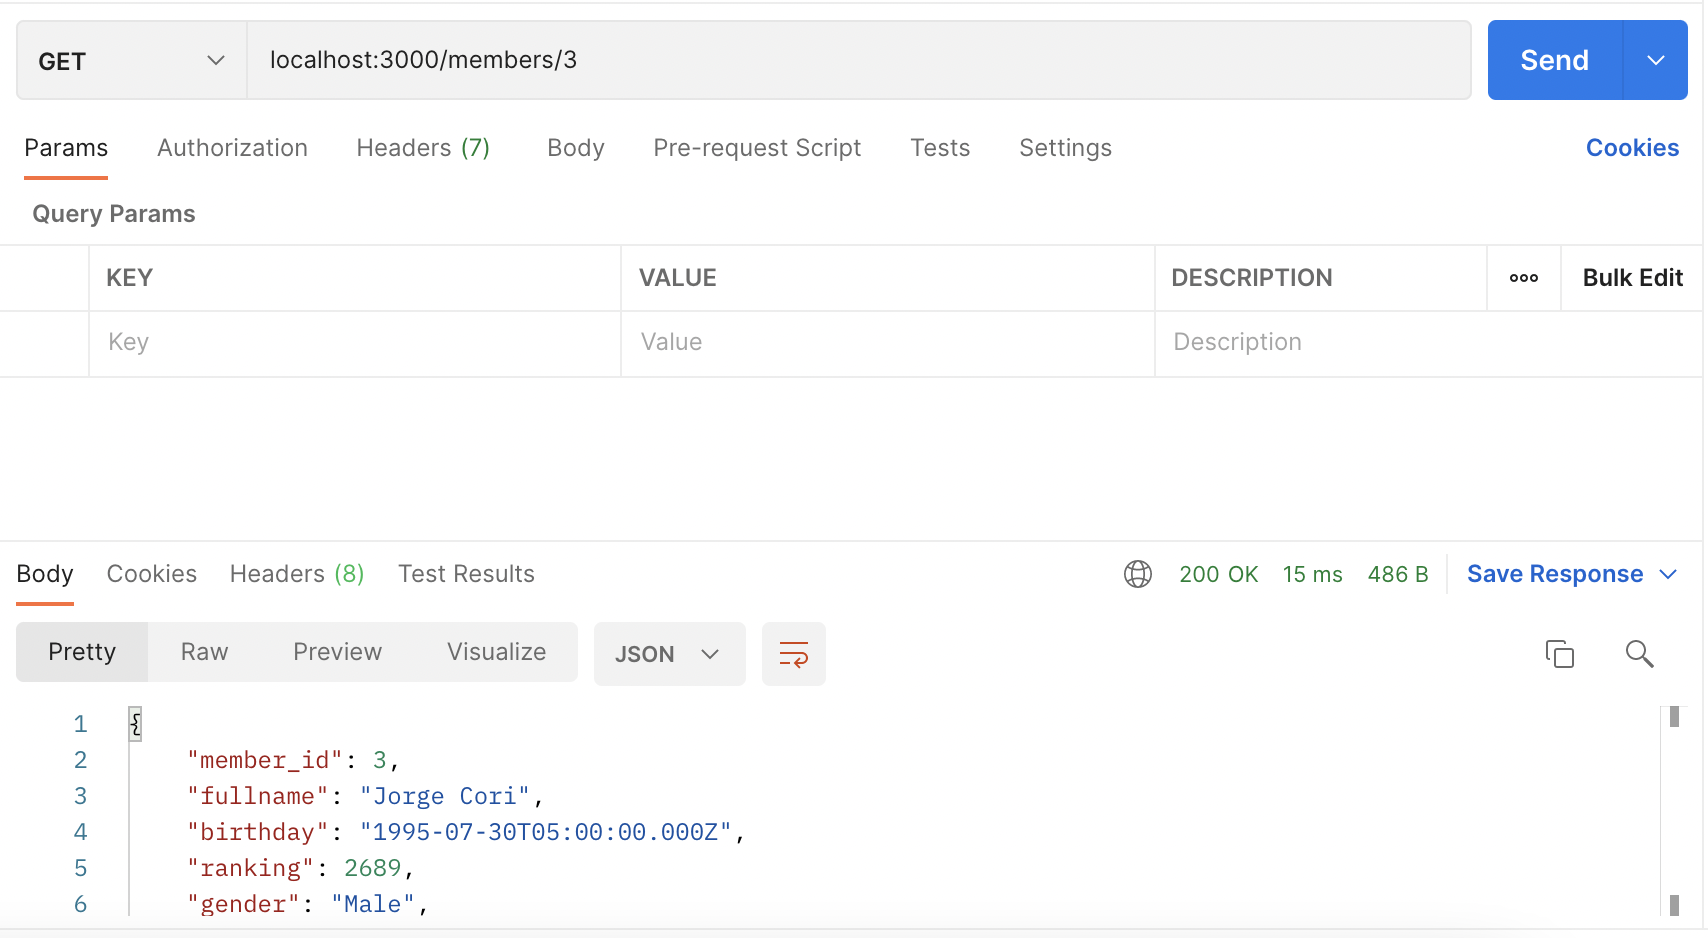 GET localhost:3000/members/3 Send
Params Authorization Headers (7) Body Pre-request Script Tests Settings Cookies
Query Params
KEY VALUE DESCRIPTION Bulk Edit
Key Value Description
Body Cookies Headers (8) Test Results 200 OK 15 ms 486 B Save Response
Pretty Raw Preview Visualize JSON
1 {
2 "member_id": 3,
3 "fullname": "Jorge Cori",
4 "birthday": "1995-07-30T05:00:00.000Z",
5 "ranking": 2689,
6 "gender": "Male",